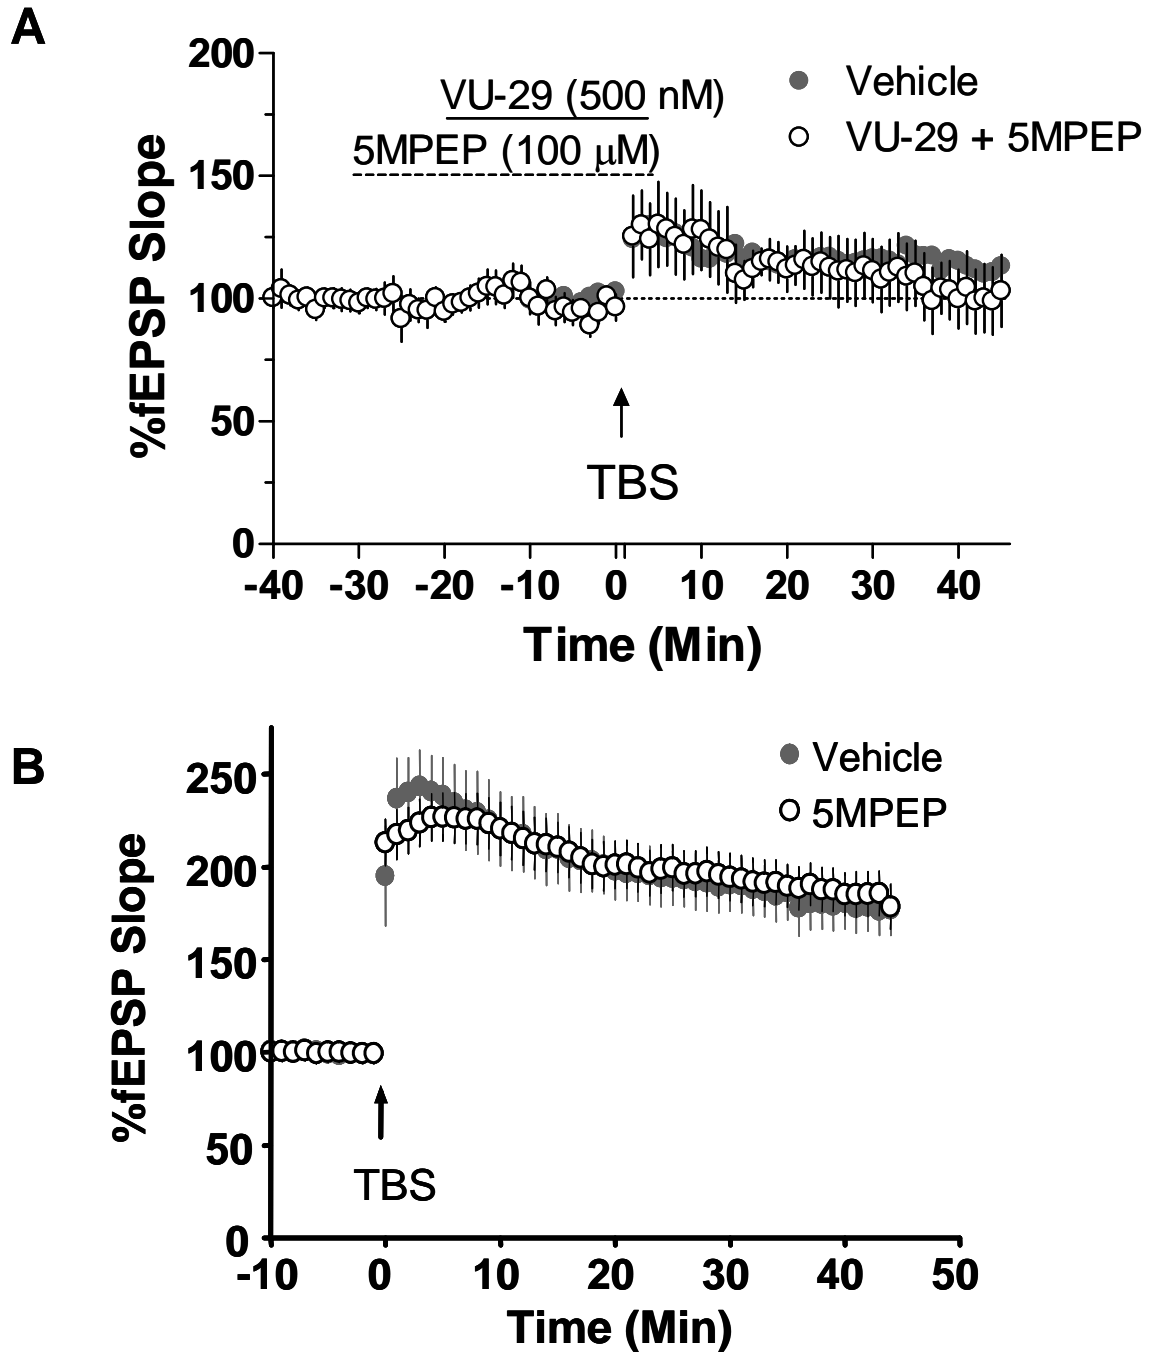 A
200
150
100
50
0
%fEPSP Slope
VU-29 (500 nM)
5MPEP (100 μM)
Vehicle
VU-29 + 5MPEP
TBS
-40 -30 -20 -10 0 10 20 30 40
Time (Min)
B
250
200
150
100
50
0
%fEPSP Slope
Vehicle
5MPEP
TBS
-10 0 10 20 30 40 50
Time (Min)